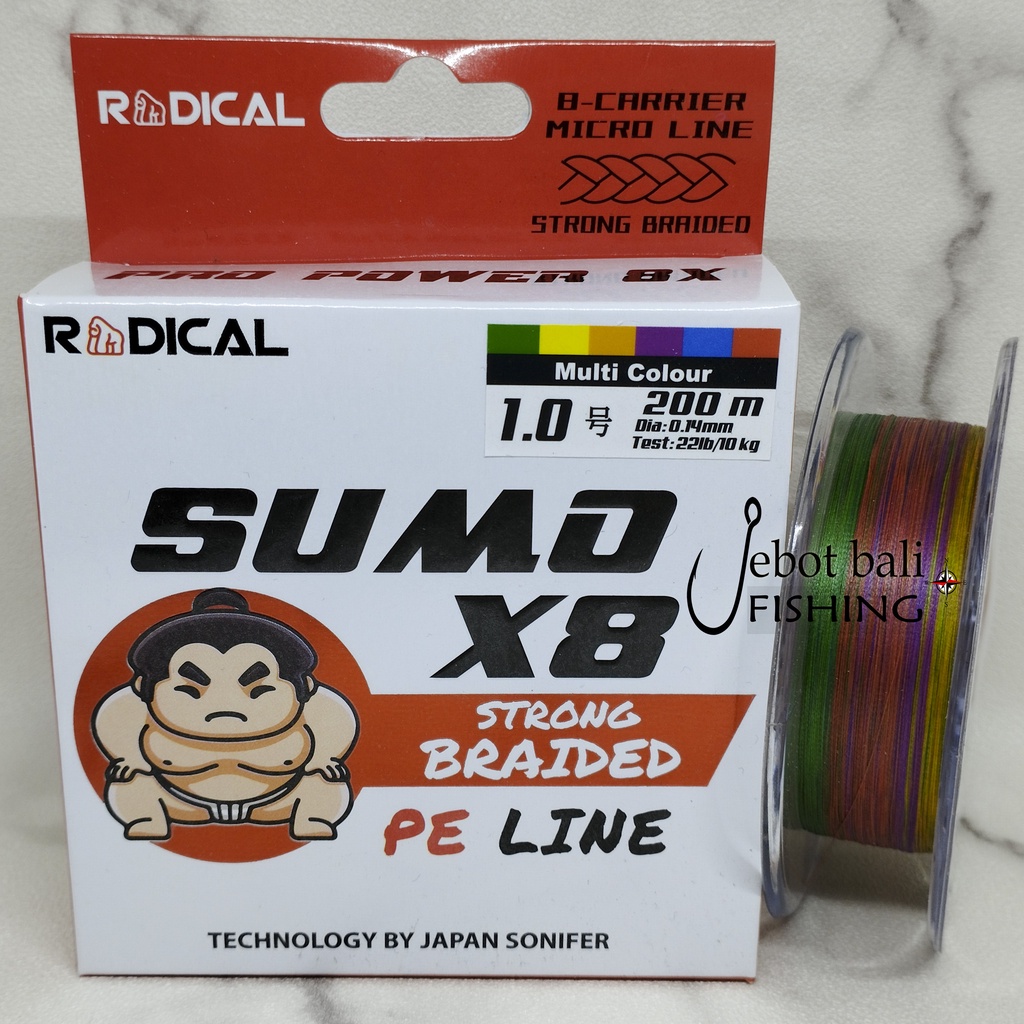 RADICAL
8-CARRIER
MICRO LINE
STRONG BRAIDED
PRO POWER 8X
RADICAL
Multi Colour
1.0 号
200 m
Dia: 0.14mm
Test: 22lb/10 kg
SUMO
X8
STRONG
BRAIDED
PE LINE
TECHNOLOGY BY JAPAN SONIFER
Jebot bali
FISHING